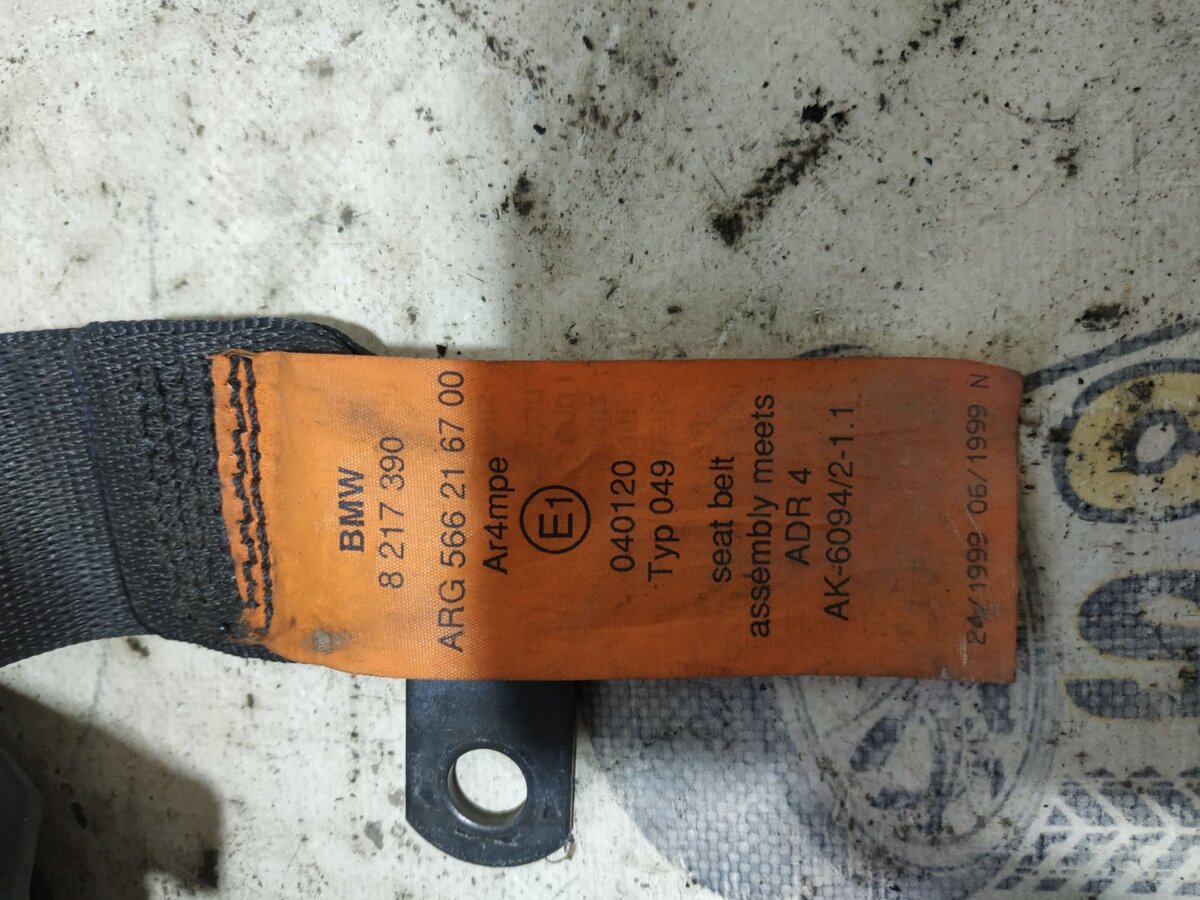 BMW
8 217 390
ARG 566 21 67 00
Ar4mpe
E1
040120
Typ 049
seat belt
assembly meets
ADR 4
AK-6094/2-1.1
24/1999 06/1999 N